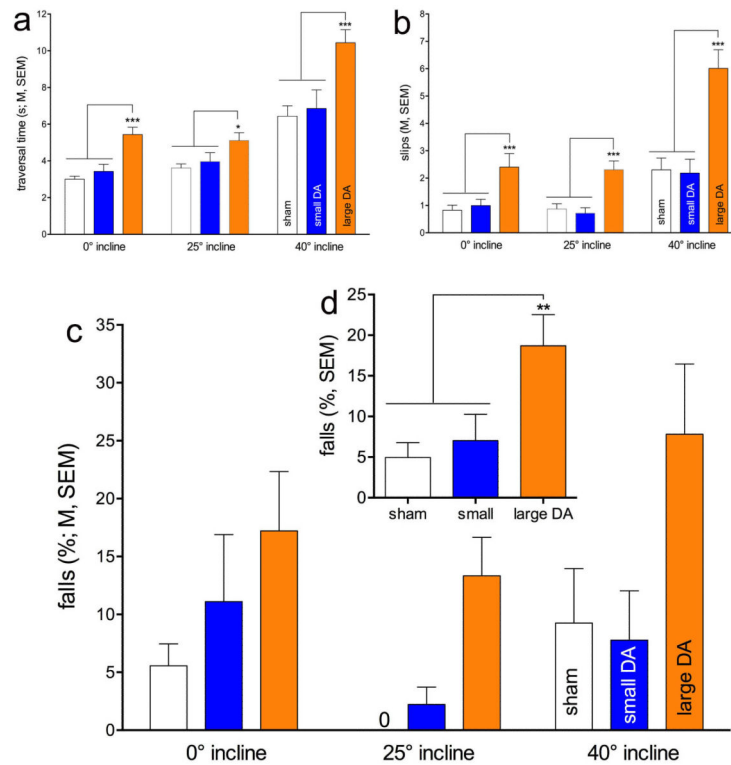 a
traversal time (s; M, SEM)
12
10
8
6
4
2
0
***
*
***
sham
small DA
large DA
0° incline
25° incline
40° incline
b
slips (M, SEM)
8
7
6
5
4
3
2
1
0
***
***
***
sham
small DA
large DA
0° incline
25° incline
40° incline
c
falls (%; M, SEM)
35
30
25
20
15
10
5
0
0
sham
small DA
large DA
0° incline
25° incline
40° incline
d
falls (%, SEM)
25
20
15
10
5
0
**
sham
small
large DA